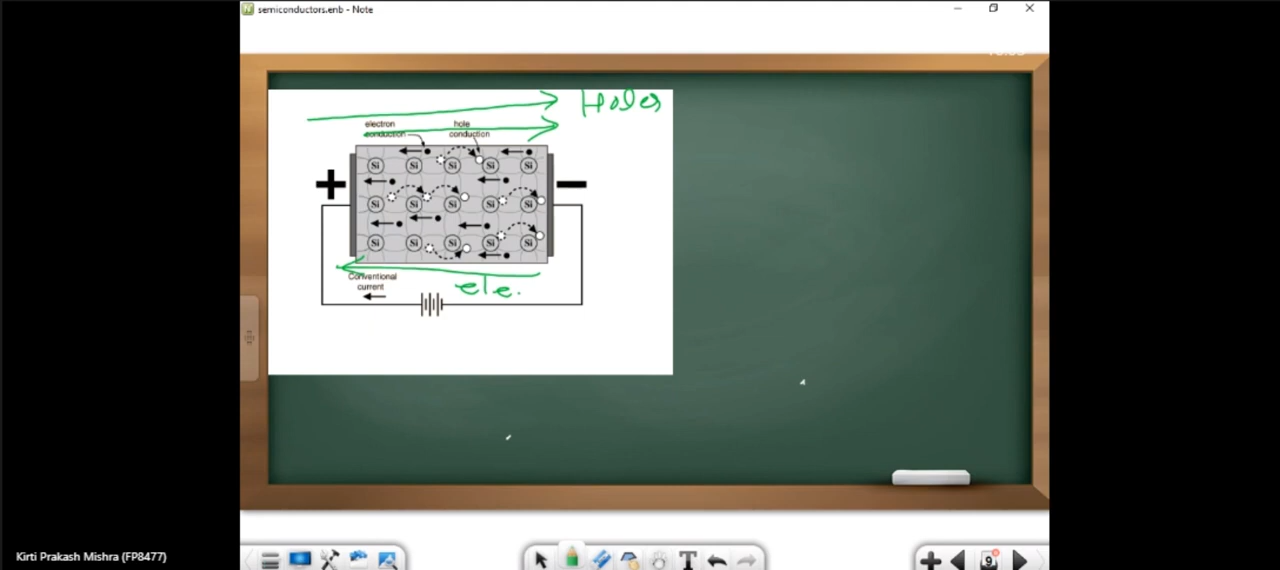 semiconductors.enb - Note
Holes
electron
conduction
hole
conduction
Si Si Si Si Si
+
−
Si Si Si Si Si
Si Si Si Si Si
Conventional
current
ele.
Kirti Prakash Mishra (FP8477)
T
9